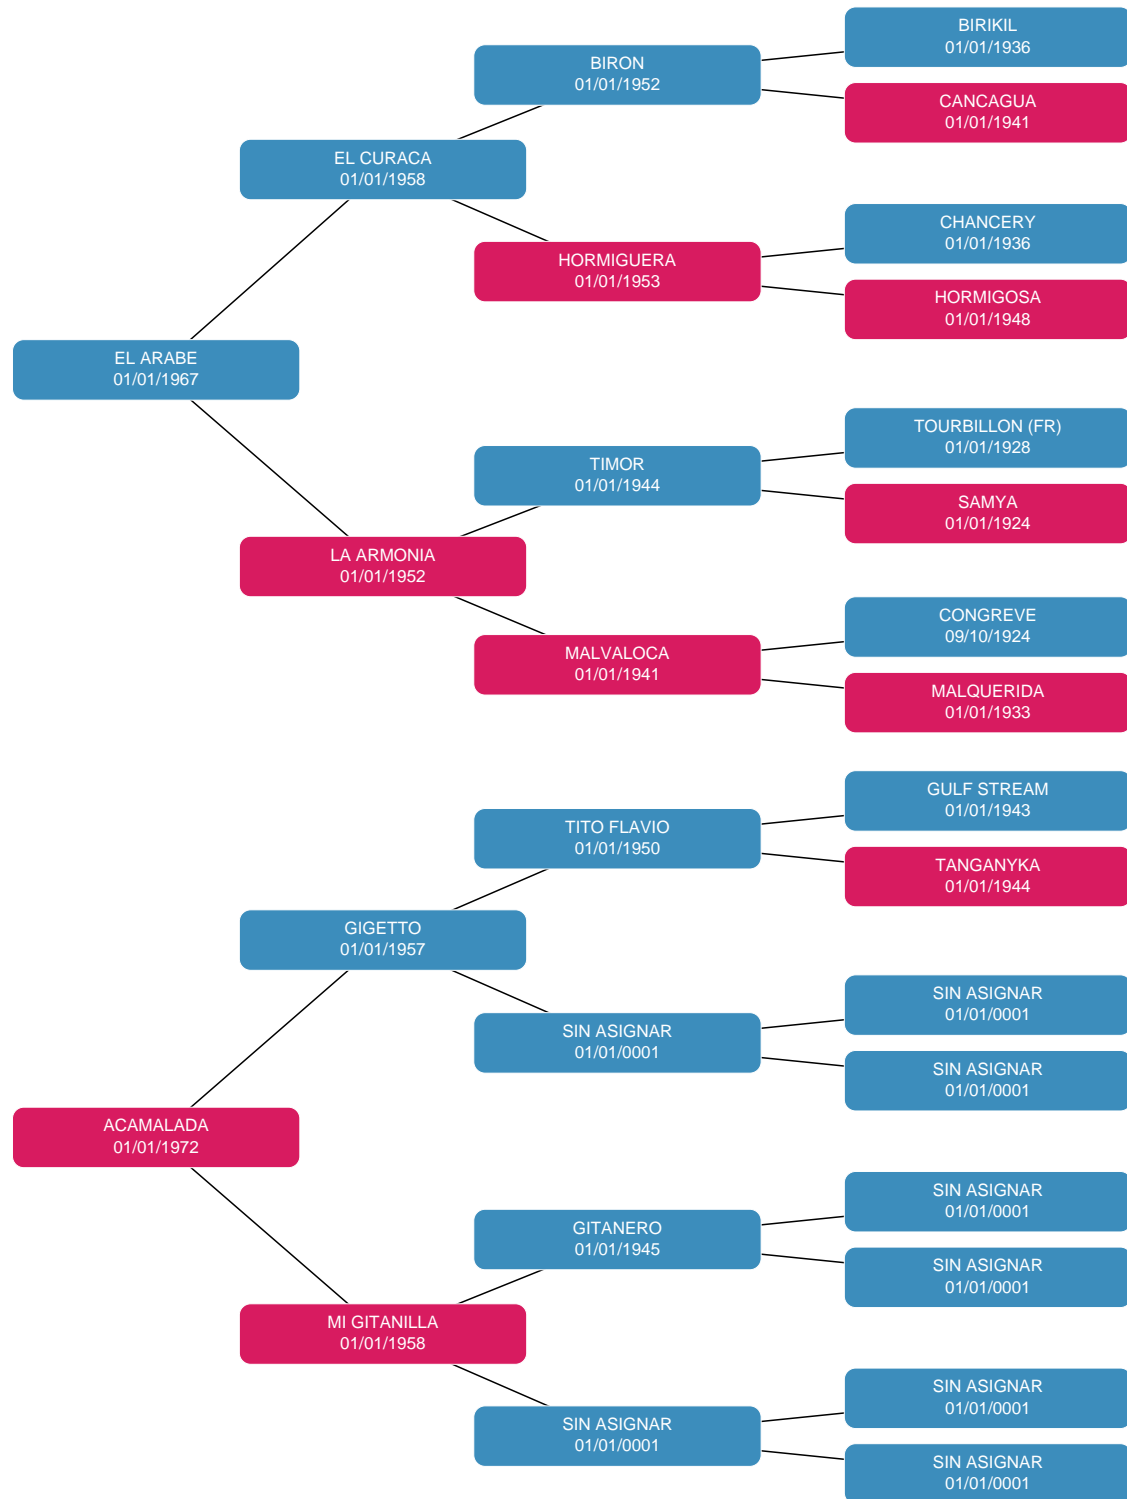 BIRIKIL
01/01/1936
BIRON
01/01/1952
CANCAGUA
01/01/1941
EL CURACA
01/01/1958
CHANCERY
01/01/1936
HORMIGUERA
01/01/1953
HORMIGOSA
01/01/1948
EL ARABE
01/01/1967
TOURBILLON (FR)
01/01/1928
TIMOR
01/01/1944
SAMYA
01/01/1924
LA ARMONIA
01/01/1952
CONGREVE
09/10/1924
MALVALOCA
01/01/1941
MALQUERIDA
01/01/1933
GULF STREAM
01/01/1943
TITO FLAVIO
01/01/1950
TANGANYKA
01/01/1944
GIGETTO
01/01/1957
SIN ASIGNAR
01/01/0001
SIN ASIGNAR
01/01/0001
SIN ASIGNAR
01/01/0001
ACAMALADA
01/01/1972
SIN ASIGNAR
01/01/0001
GITANERO
01/01/1945
SIN ASIGNAR
01/01/0001
MI GITANILLA
01/01/1958
SIN ASIGNAR
01/01/0001
SIN ASIGNAR
01/01/0001
SIN ASIGNAR
01/01/0001